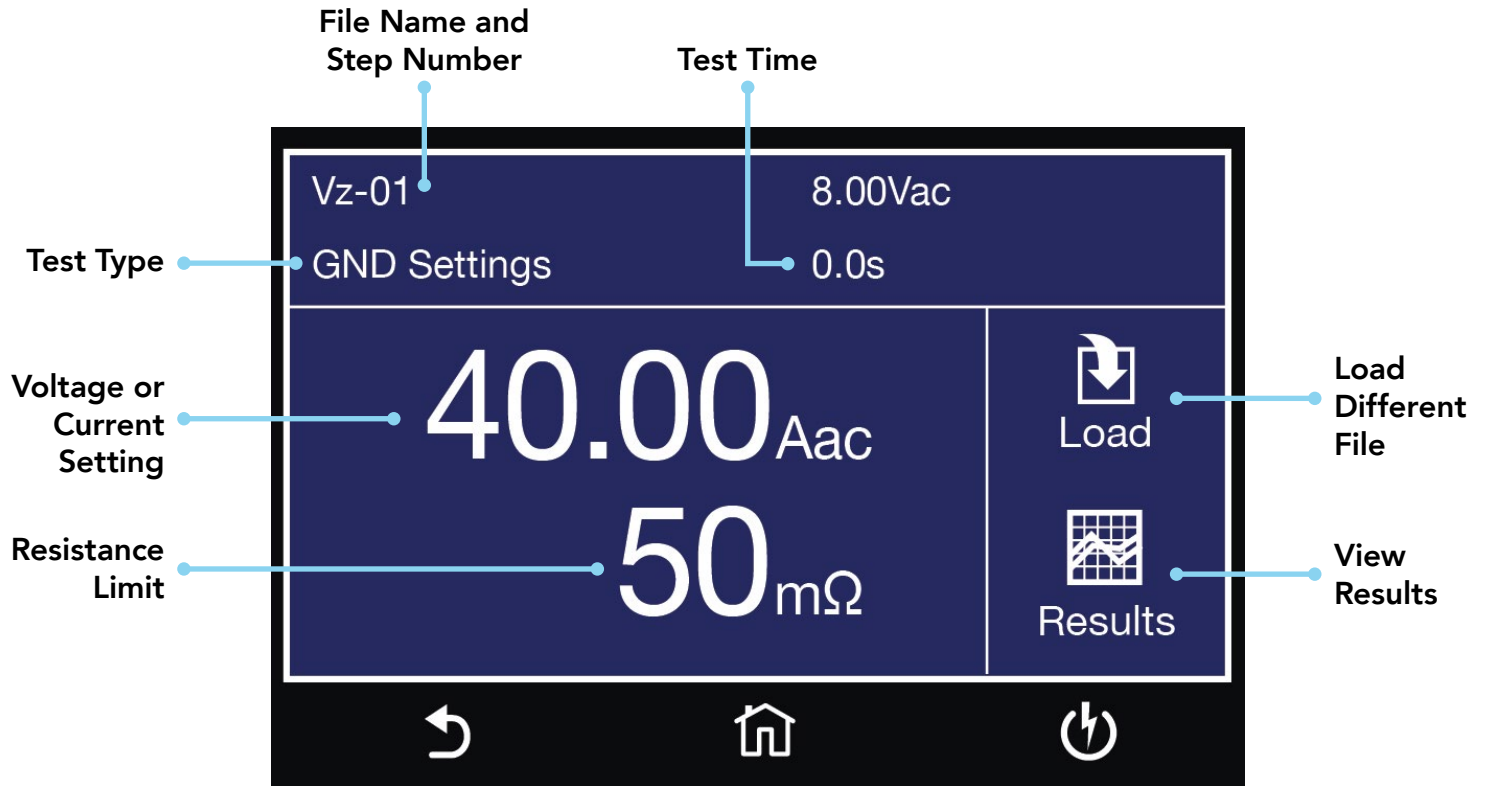 File Name and
Step Number
Test Time
Vz-01
8.00Vac
Test Type
GND Settings
0.0s
Voltage or
Current
Setting
40.00Aac
Load
Load
Different
File
Resistance
Limit
50mΩ
Results
View
Results